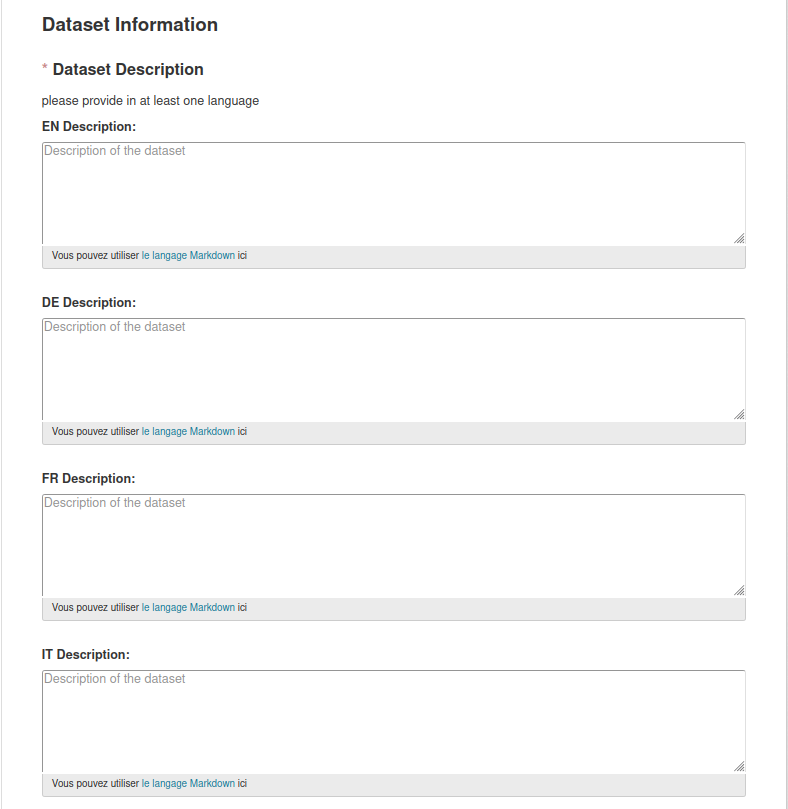 Dataset Information
* Dataset Description
please provide in at least one language
EN Description:
Description of the dataset
Vous pouvez utiliser le langage Markdown ici
DE Description:
Description of the dataset
Vous pouvez utiliser le langage Markdown ici
FR Description:
Description of the dataset
Vous pouvez utiliser le langage Markdown ici
IT Description:
Description of the dataset
Vous pouvez utiliser le langage Markdown ici